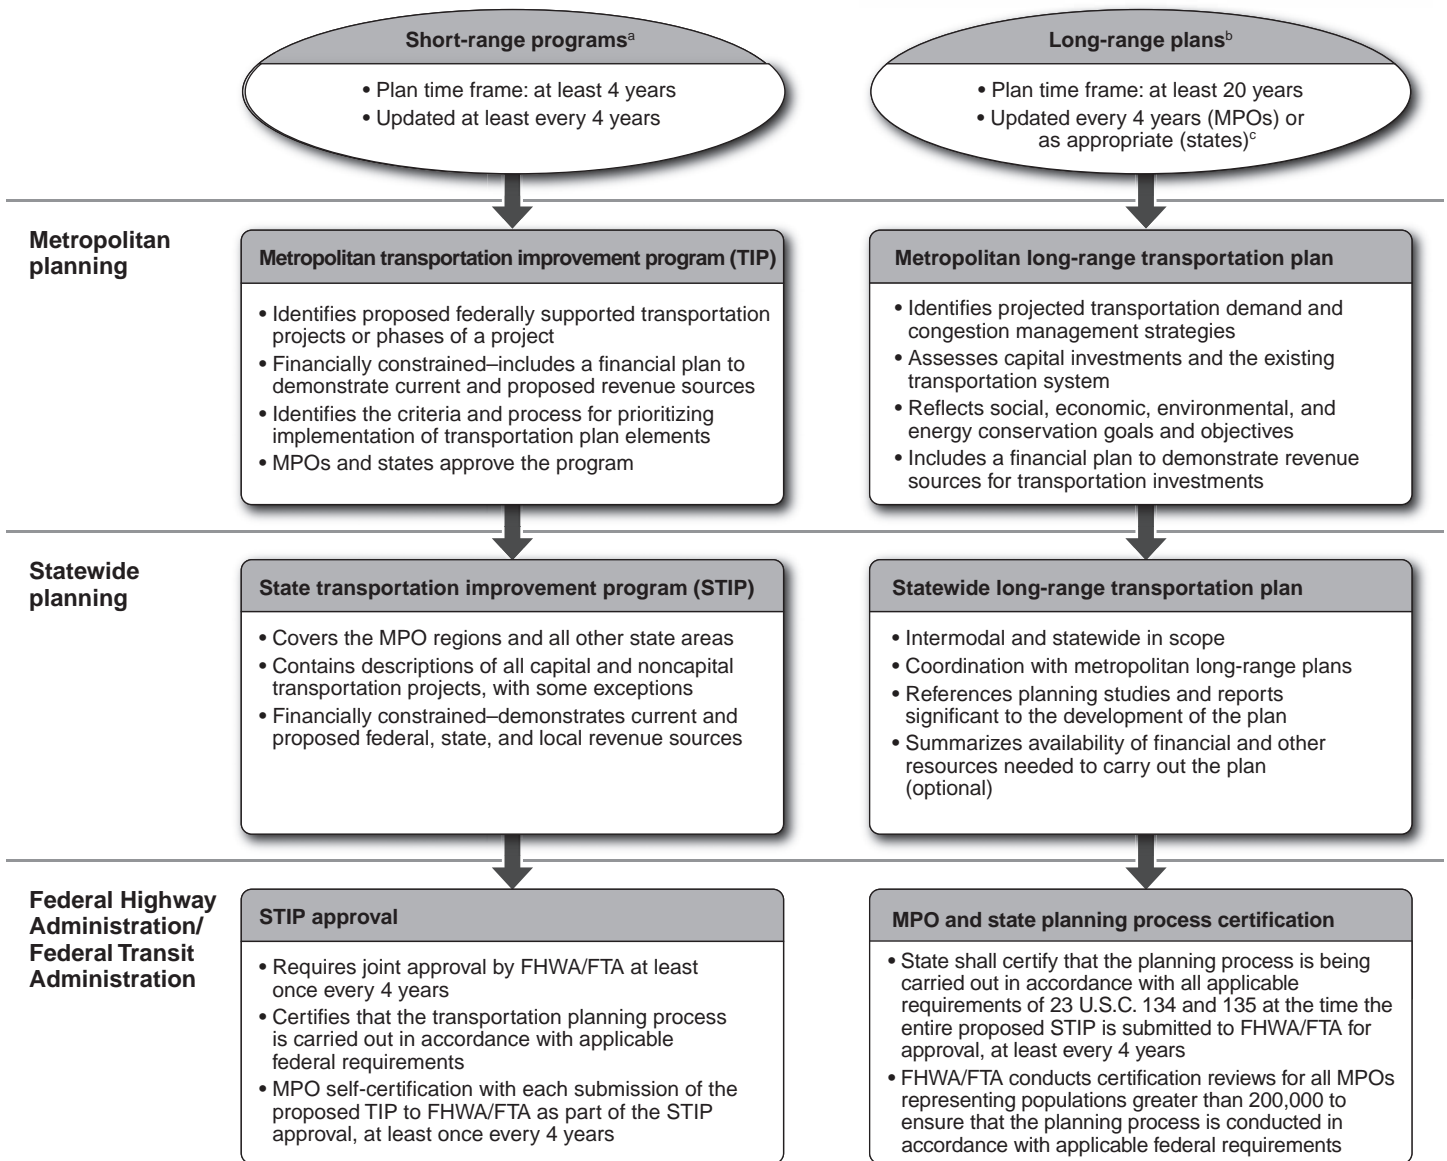 Short-range programsa
• Plan time frame: at least 4 years
• Updated at least every 4 years
Long-range plansb
• Plan time frame: at least 20 years
• Updated every 4 years (MPOs) or
as appropriate (states)c
Metropolitan
planning
Metropolitan transportation improvement program (TIP)
• Identifies proposed federally supported transportation
projects or phases of a project
• Financially constrained–includes a financial plan to
demonstrate current and proposed revenue sources
• Identifies the criteria and process for prioritizing
implementation of transportation plan elements
• MPOs and states approve the program
Metropolitan long-range transportation plan
• Identifies projected transportation demand and
congestion management strategies
• Assesses capital investments and the existing
transportation system
• Reflects social, economic, environmental, and
energy conservation goals and objectives
• Includes a financial plan to demonstrate revenue
sources for transportation investments
Statewide
planning
State transportation improvement program (STIP)
• Covers the MPO regions and all other state areas
• Contains descriptions of all capital and noncapital
transportation projects, with some exceptions
• Financially constrained–demonstrates current and
proposed federal, state, and local revenue sources
Statewide long-range transportation plan
• Intermodal and statewide in scope
• Coordination with metropolitan long-range plans
• References planning studies and reports
significant to the development of the plan
• Summarizes availability of financial and other
resources needed to carry out the plan
(optional)
Federal Highway
Administration/
Federal Transit
Administration
STIP approval
• Requires joint approval by FHWA/FTA at least
once every 4 years
• Certifies that the transportation planning process
is carried out in accordance with applicable
federal requirements
• MPO self-certification with each submission of the
proposed TIP to FHWA/FTA as part of the STIP
approval, at least once every 4 years
MPO and state planning process certification
• State shall certify that the planning process is being
carried out in accordance with all applicable
requirements of 23 U.S.C. 134 and 135 at the time the
entire proposed STIP is submitted to FHWA/FTA for
approval, at least every 4 years
• FHWA/FTA conducts certification reviews for all MPOs
representing populations greater than 200,000 to
ensure that the planning process is conducted in
accordance with applicable federal requirements